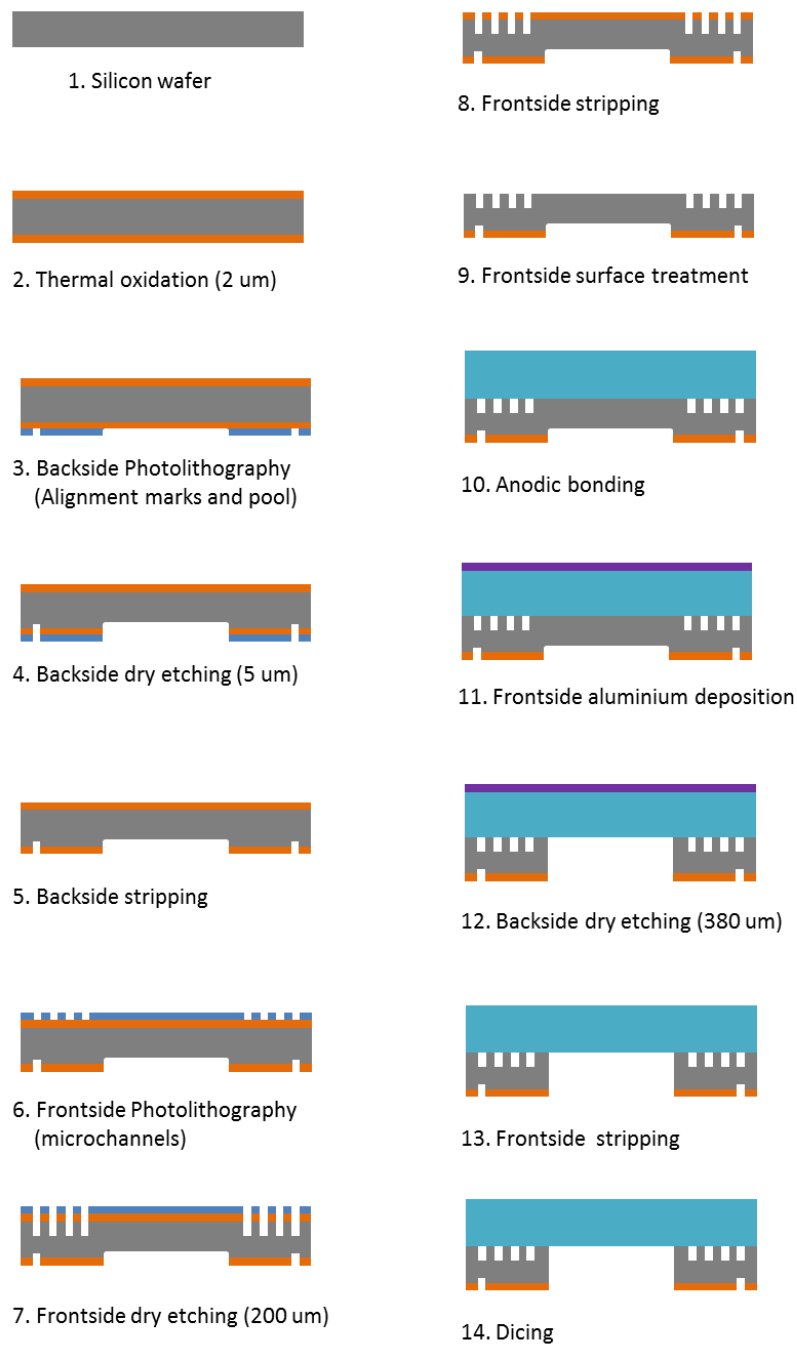 1. Silicon wafer
2. Thermal oxidation (2 um)
3. Backside Photolithography
(Alignment marks and pool)
4. Backside dry etching (5 um)
5. Backside stripping
6. Frontside Photolithography
(microchannels)
7. Frontside dry etching (200 um)
8. Frontside stripping
9. Frontside surface treatment
10. Anodic bonding
11. Frontside aluminium deposition
12. Backside dry etching (380 um)
13. Frontside stripping
14. Dicing